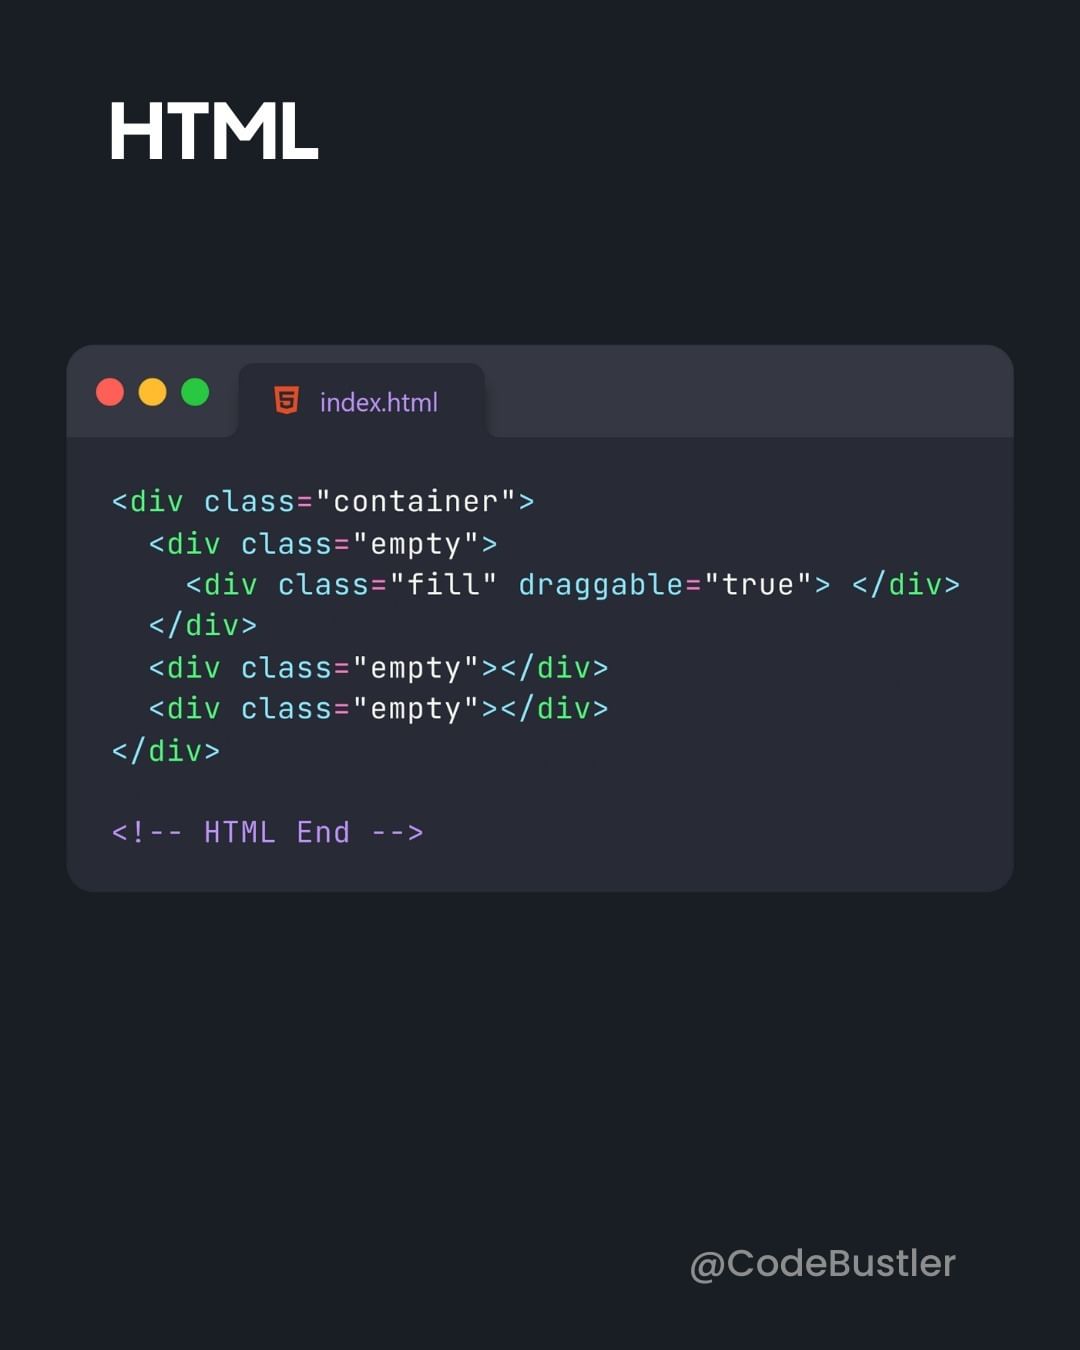 HTML
index.html
<div class="container">
  <div class="empty">
    <div class="fill" draggable="true"> </div>
  </div>
  <div class="empty"></div>
  <div class="empty"></div>
</div>
<!-- HTML End -->
@CodeBustler